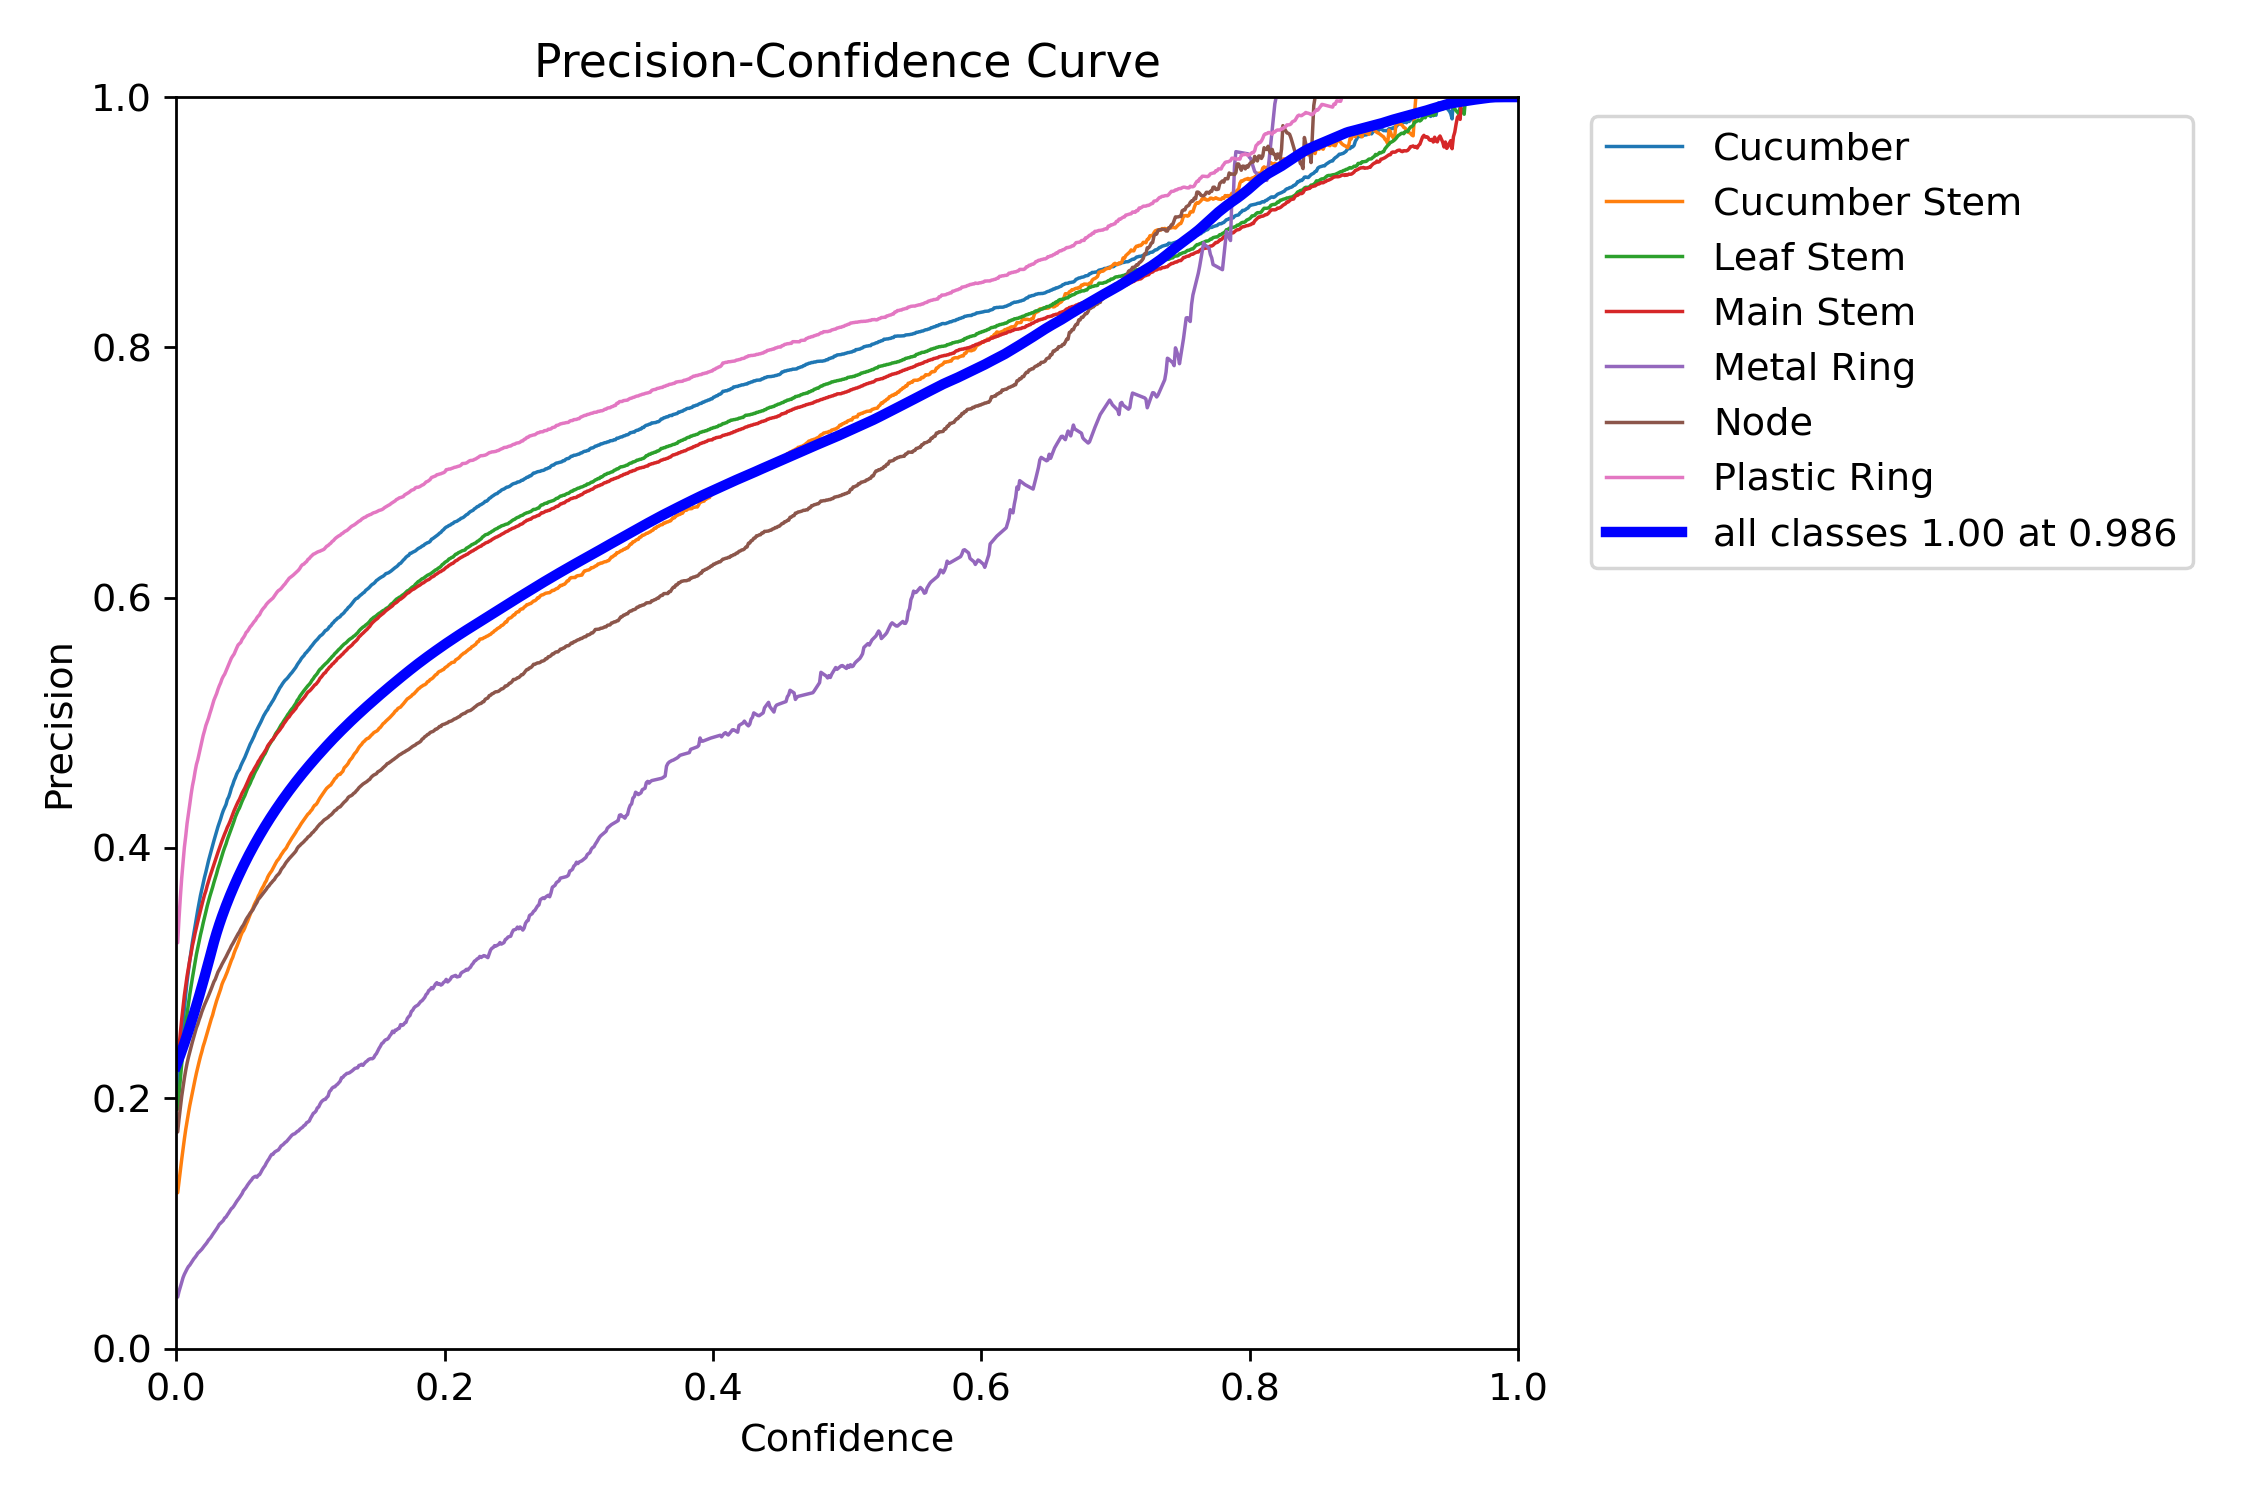 Precision-Confidence Curve
1.0
0.8
0.6
0.4
0.2
0.0
Precision
0.0 0.2 0.4 0.6 0.8 1.0
Confidence
Cucumber
Cucumber Stem
Leaf Stem
Main Stem
Metal Ring
Node
Plastic Ring
all classes 1.00 at 0.986